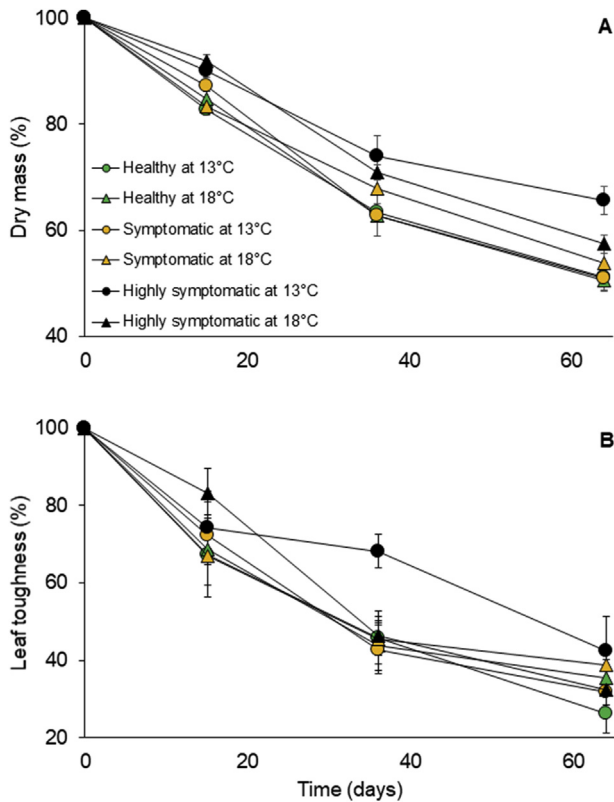 A
100
80
60
40
Dry mass (%)
Healthy at 13°C
Healthy at 18°C
Symptomatic at 13°C
Symptomatic at 18°C
Highly symptomatic at 13°C
Highly symptomatic at 18°C
0
20
40
60
B
100
80
60
40
20
Leaf toughness (%)
0
20
40
60
Time (days)